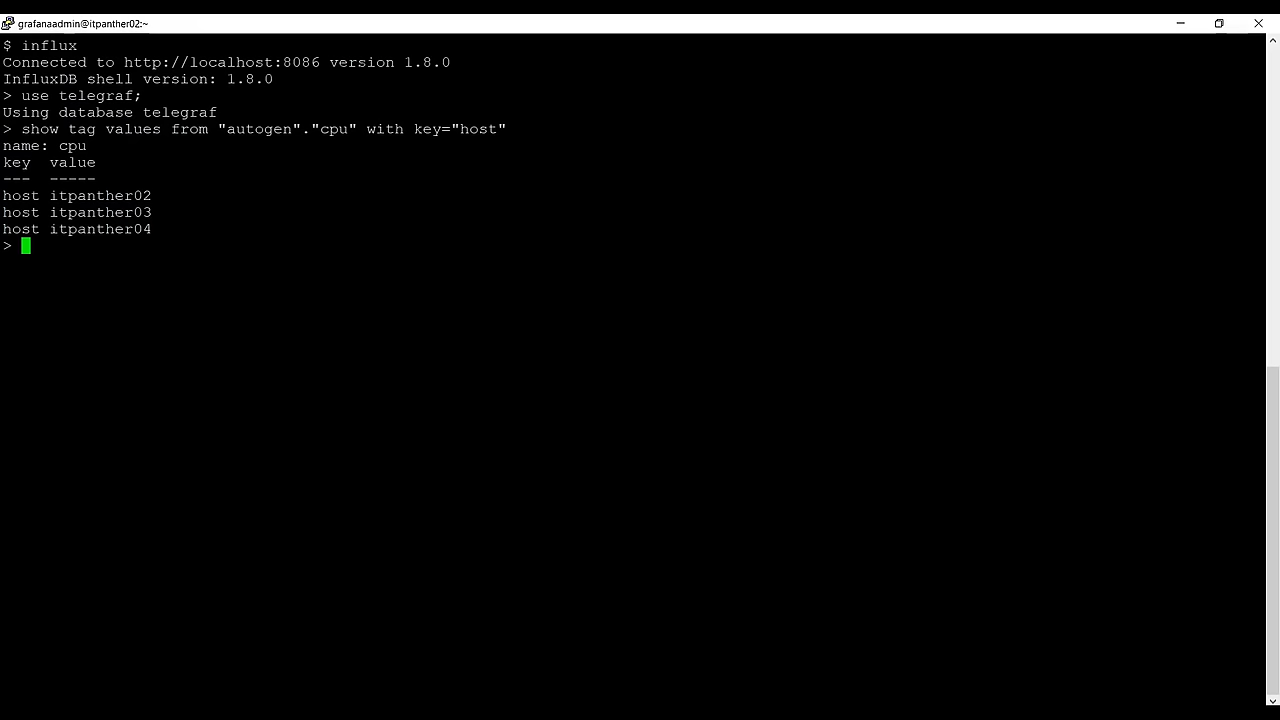 grafanaadmin@itpanther02:~
$ influx
Connected to http://localhost:8086 version 1.8.0
InfluxDB shell version: 1.8.0
> use telegraf;
Using database telegraf
> show tag values from "autogen"."cpu" with key="host"
name: cpu
key  value
---  -----
host itpanther02
host itpanther03
host itpanther04
>